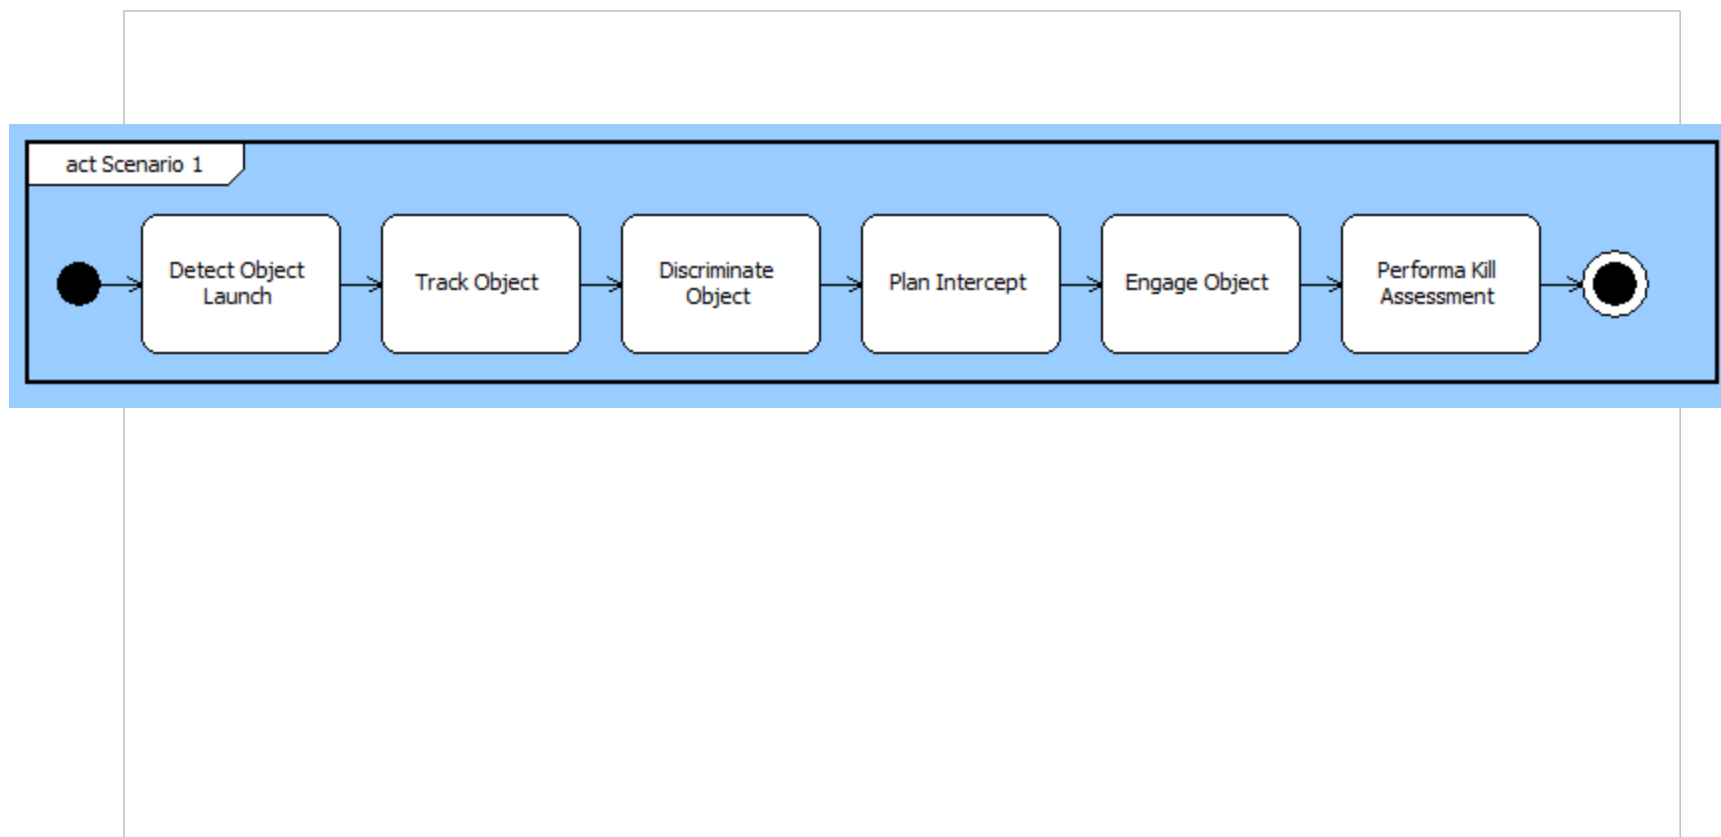 act Scenario 1
Detect Object
Launch
Track Object
Discriminate
Object
Plan Intercept
Engage Object
Performa Kill
Assessment